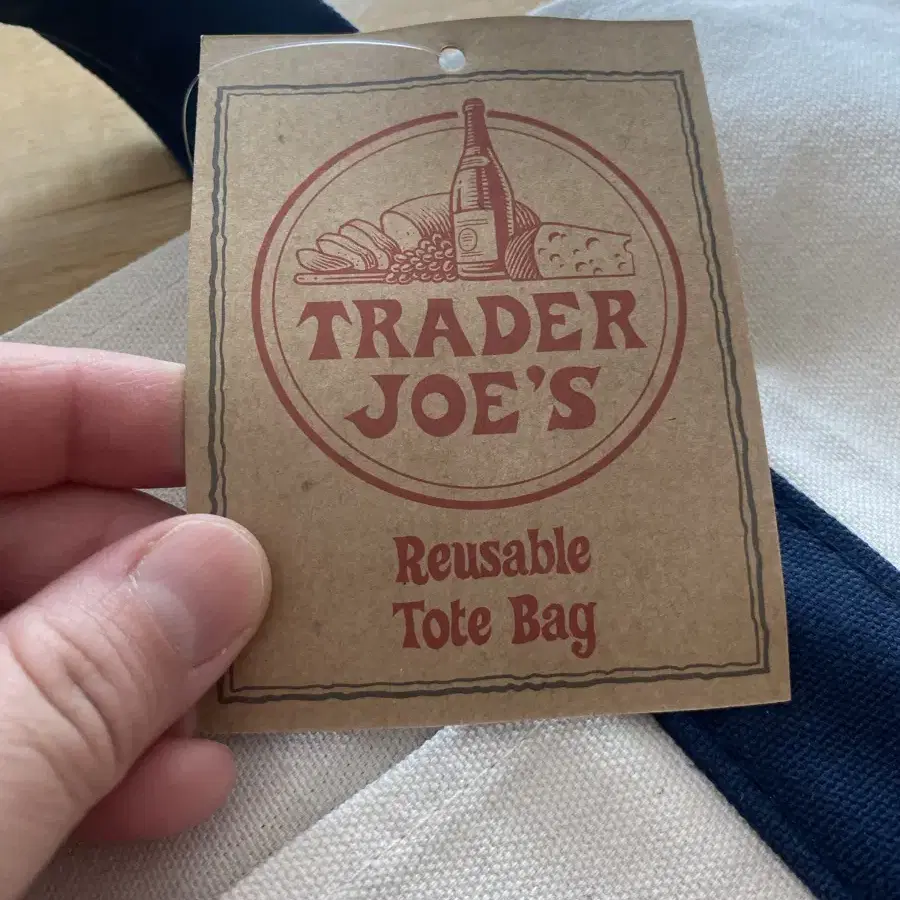 TRADER
JOE'S
Reusable
Tote Bag